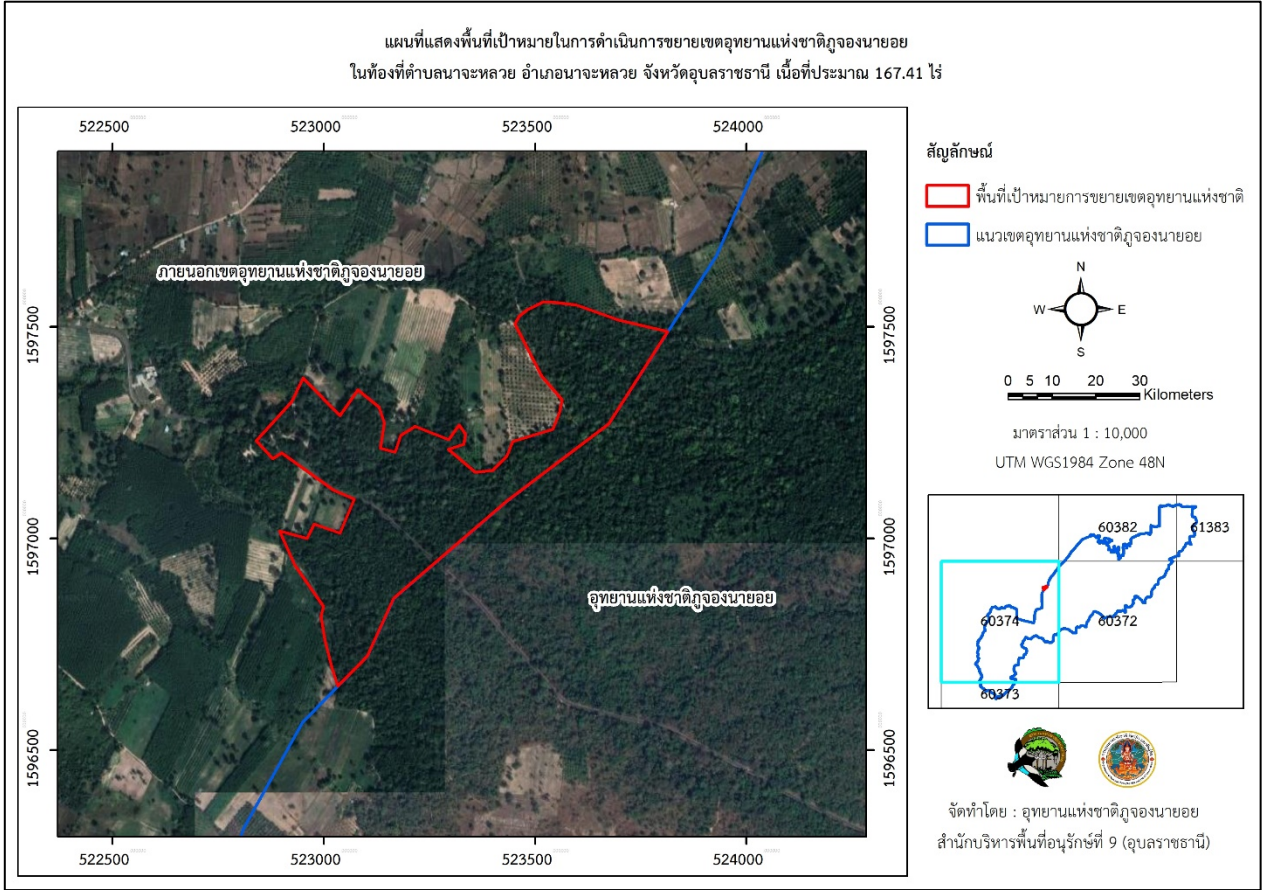 แผนที่แสดงพื้นที่เป้าหมายในการดำเนินการขยายเขตอุทยานแห่งชาติภูจองนายอย
ในท้องที่ตำบลนาจะหลวย อำเภอนาจะหลวย จังหวัดอุบลราชธานี เนื้อที่ประมาณ 167.41 ไร่
522500 523000 523500 524000
1597500
1597000
1596500
ภายนอกเขตอุทยานแห่งชาติภูจองนายอย
อุทยานแห่งชาติภูจองนายอย
1597500
1597000
1596500
522500 523000 523500 524000
สัญลักษณ์
พื้นที่เป้าหมายการขยายเขตอุทยานแห่งชาติ
แนวเขตอุทยานแห่งชาติภูจองนายอย
N
W E
S
0 5 10 20 30
Kilometers
มาตราส่วน 1 : 10,000
UTM WGS1984 Zone 48N
60382 61383
60374 60372
60373
จัดทำโดย : อุทยานแห่งชาติภูจองนายอย
สำนักบริหารพื้นที่อนุรักษ์ที่ 9 (อุบลราชธานี)